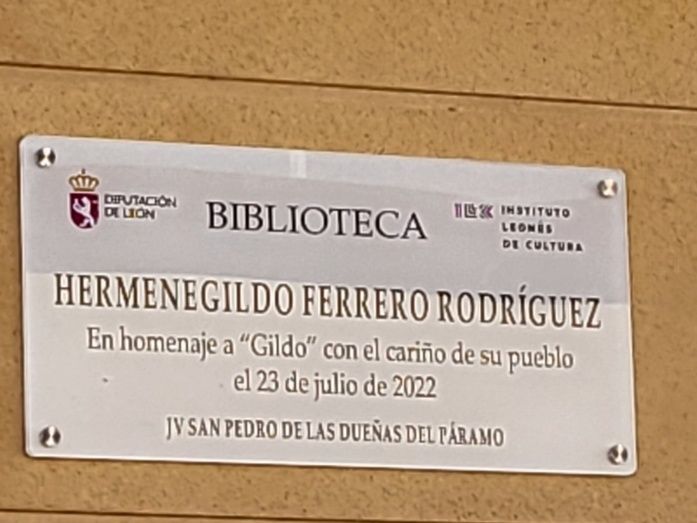 DIPUTACIÓN
DE LEÓN
BIBLIOTECA
INSTITUTO
LEONÉS
DE CULTURA
HERMENEGILDO FERRERO RODRÍGUEZ
En homenaje a “Gildo” con el cariño de su pueblo
el 23 de julio de 2022
JV SAN PEDRO DE LAS DUEÑAS DEL PÁRAMO